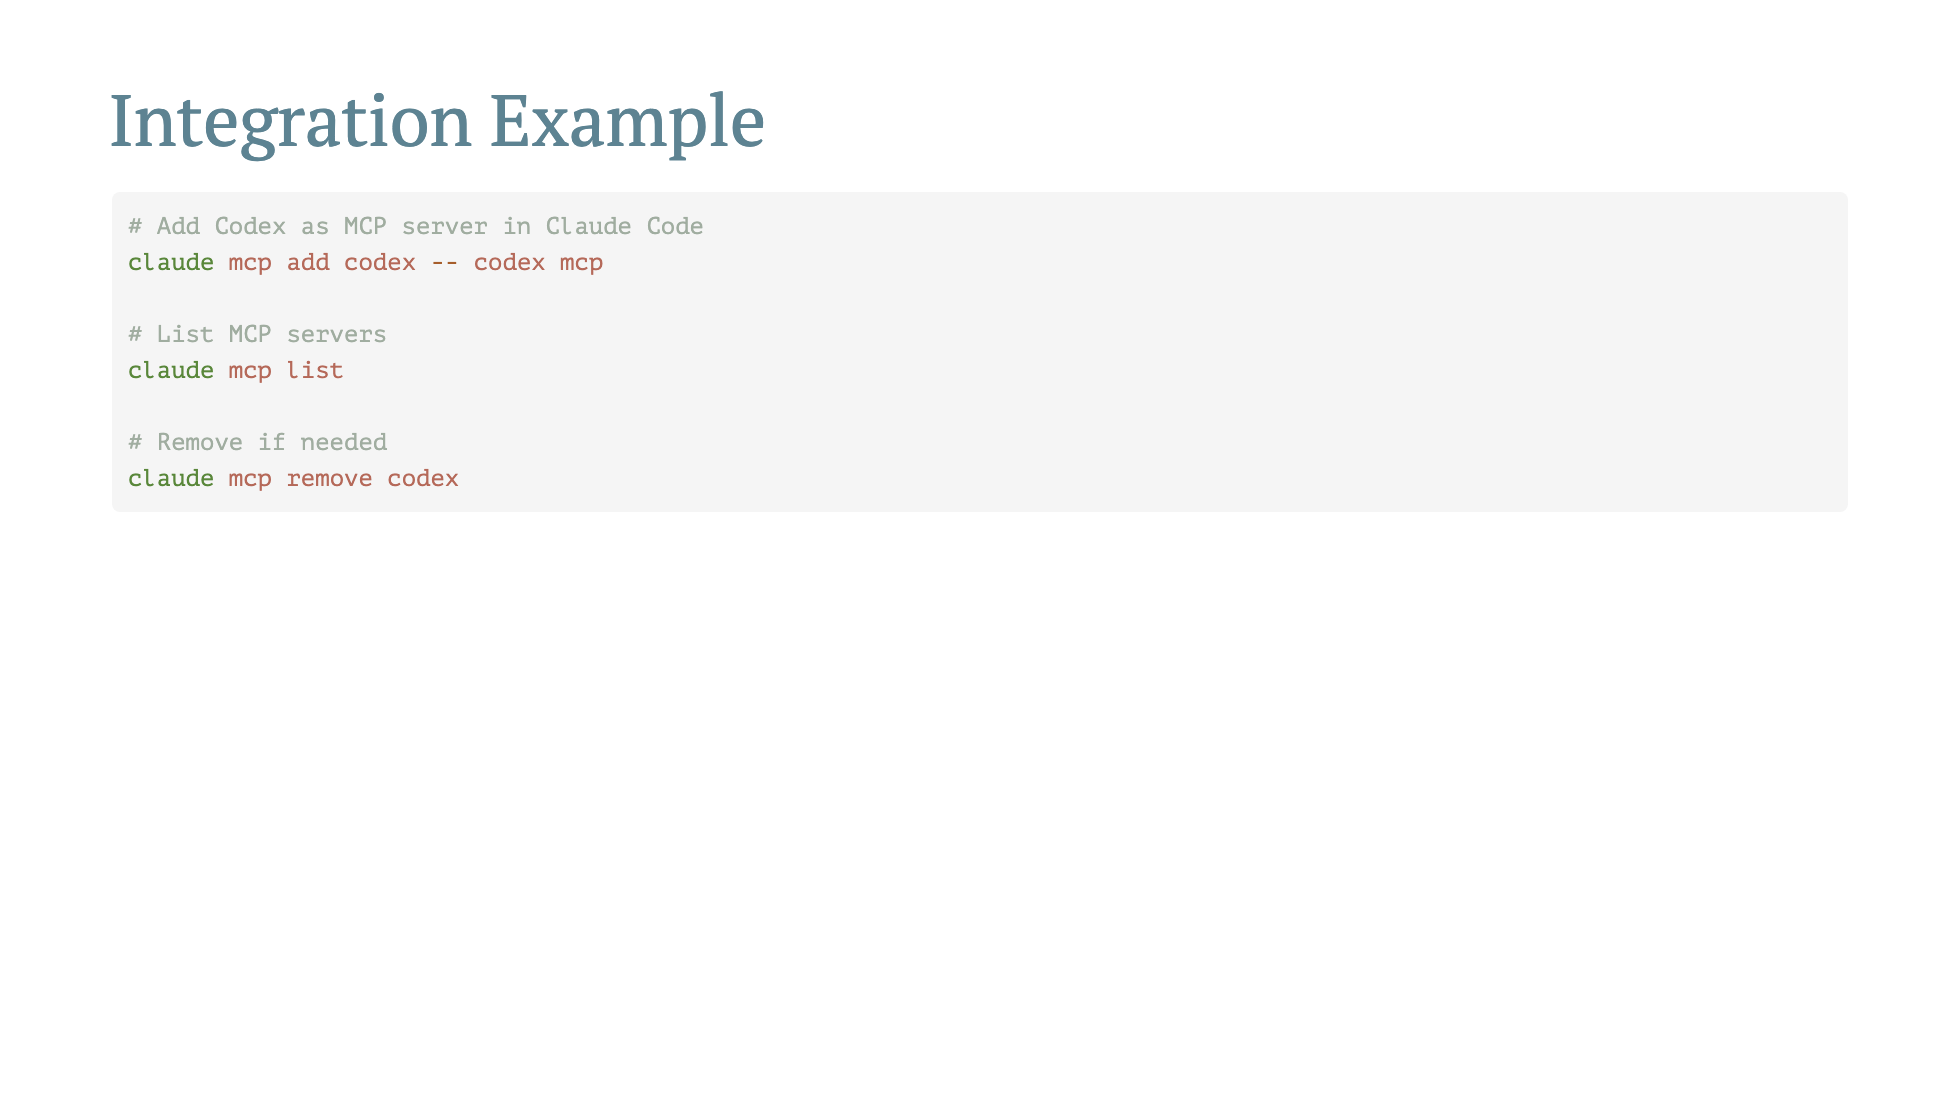 Integration Example
# Add Codex as MCP server in Claude Code
claude mcp add codex -- codex mcp
# List MCP servers
claude mcp list
# Remove if needed
claude mcp remove codex